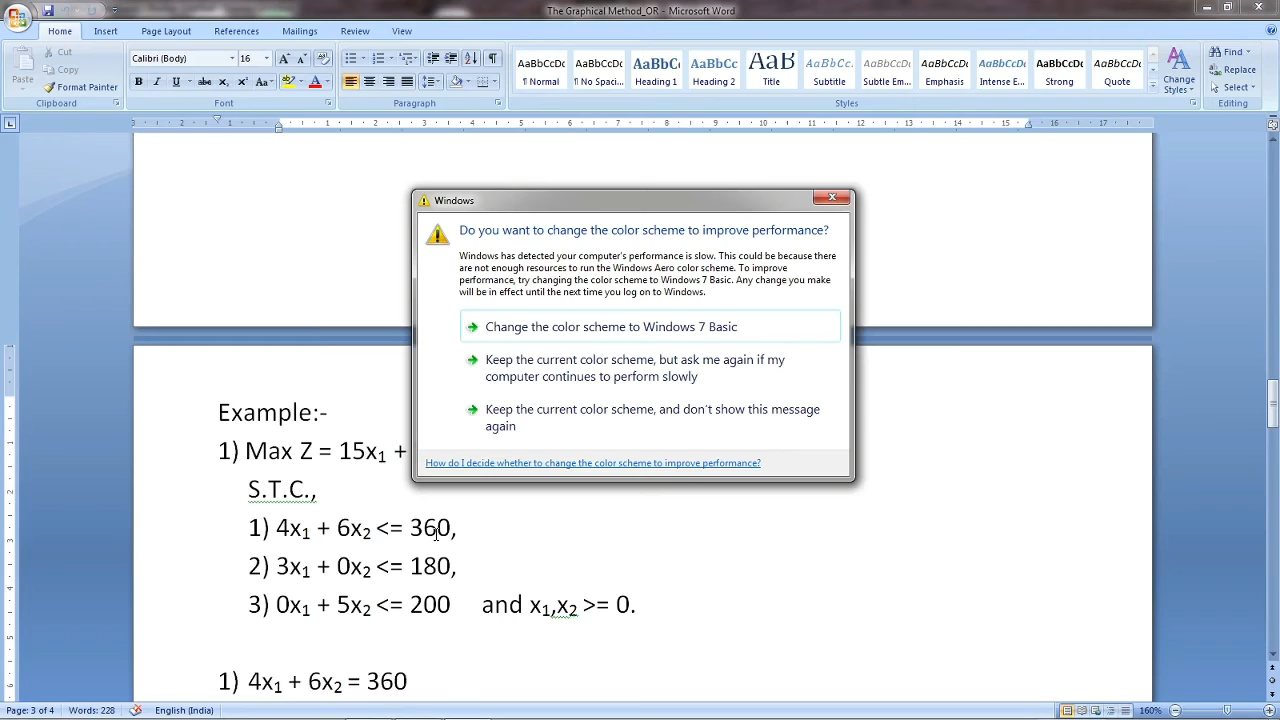 The Graphical Method_OR - Microsoft Word
Home Insert Page Layout References Mailings Review View
Paste
Cut
Copy
Format Painter
Clipboard
Calibri (Body) 16
Font
Paragraph
AaBbCcDc AaBbCcDc AaBbC AaBbCc AaB AaBbCc. AaBbCcDc AaBbCcDc AaBbCcDc AaBbCcDc AaBbCcDc
¶ Normal ¶ No Spaci... Heading 1 Heading 2 Title Subtitle Subtle Em... Emphasis Intense E... Strong Quote
Change Styles
Styles
Find
Replace
Select
Editing
Windows
Do you want to change the color scheme to improve performance?
Windows has detected your computer's performance is slow. This could be because there
are not enough resources to run the Windows Aero color scheme. To improve
performance, try changing the color scheme to Windows 7 Basic. Any change you make
will be in effect until the next time you log on to Windows.
Change the color scheme to Windows 7 Basic
Keep the current color scheme, but ask me again if my
computer continues to perform slowly
Keep the current color scheme, and don't show this message
again
How do I decide whether to change the color scheme to improve performance?
Example:-
1) Max Z = 15x₁ +
S.T.C.,
1) 4x₁ + 6x₂ <= 360,
2) 3x₁ + 0x₂ <= 180,
3) 0x₁ + 5x₂ <= 200 and x₁,x₂ >= 0.
1) 4x₁ + 6x₂ = 360
Page: 3 of 4 Words: 228 English (India) 160%